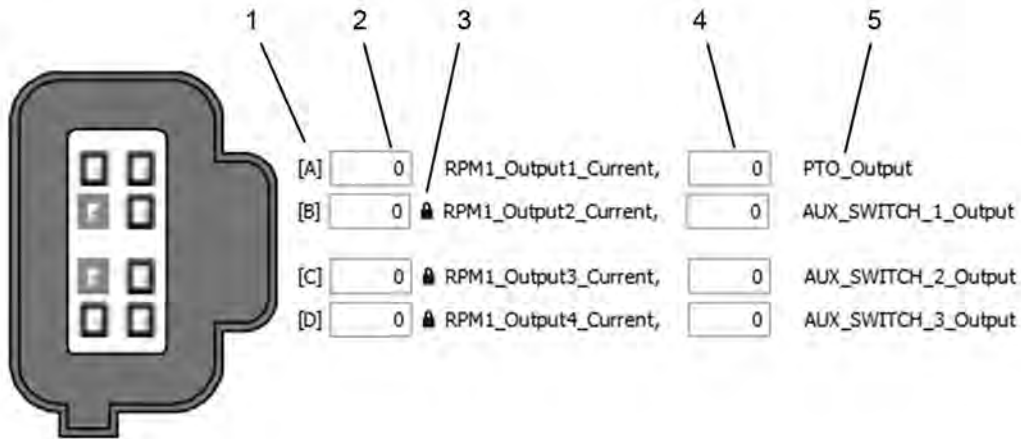 1 2 3 4 5
[A] 0 RPM1_Output1_Current, 0 PTO_Output
[B] 0 RPM1_Output2_Current, 0 AUX_SWITCH_1_Output
[C] 0 RPM1_Output3_Current, 0 AUX_SWITCH_2_Output
[D] 0 RPM1_Output4_Current, 0 AUX_SWITCH_3_Output